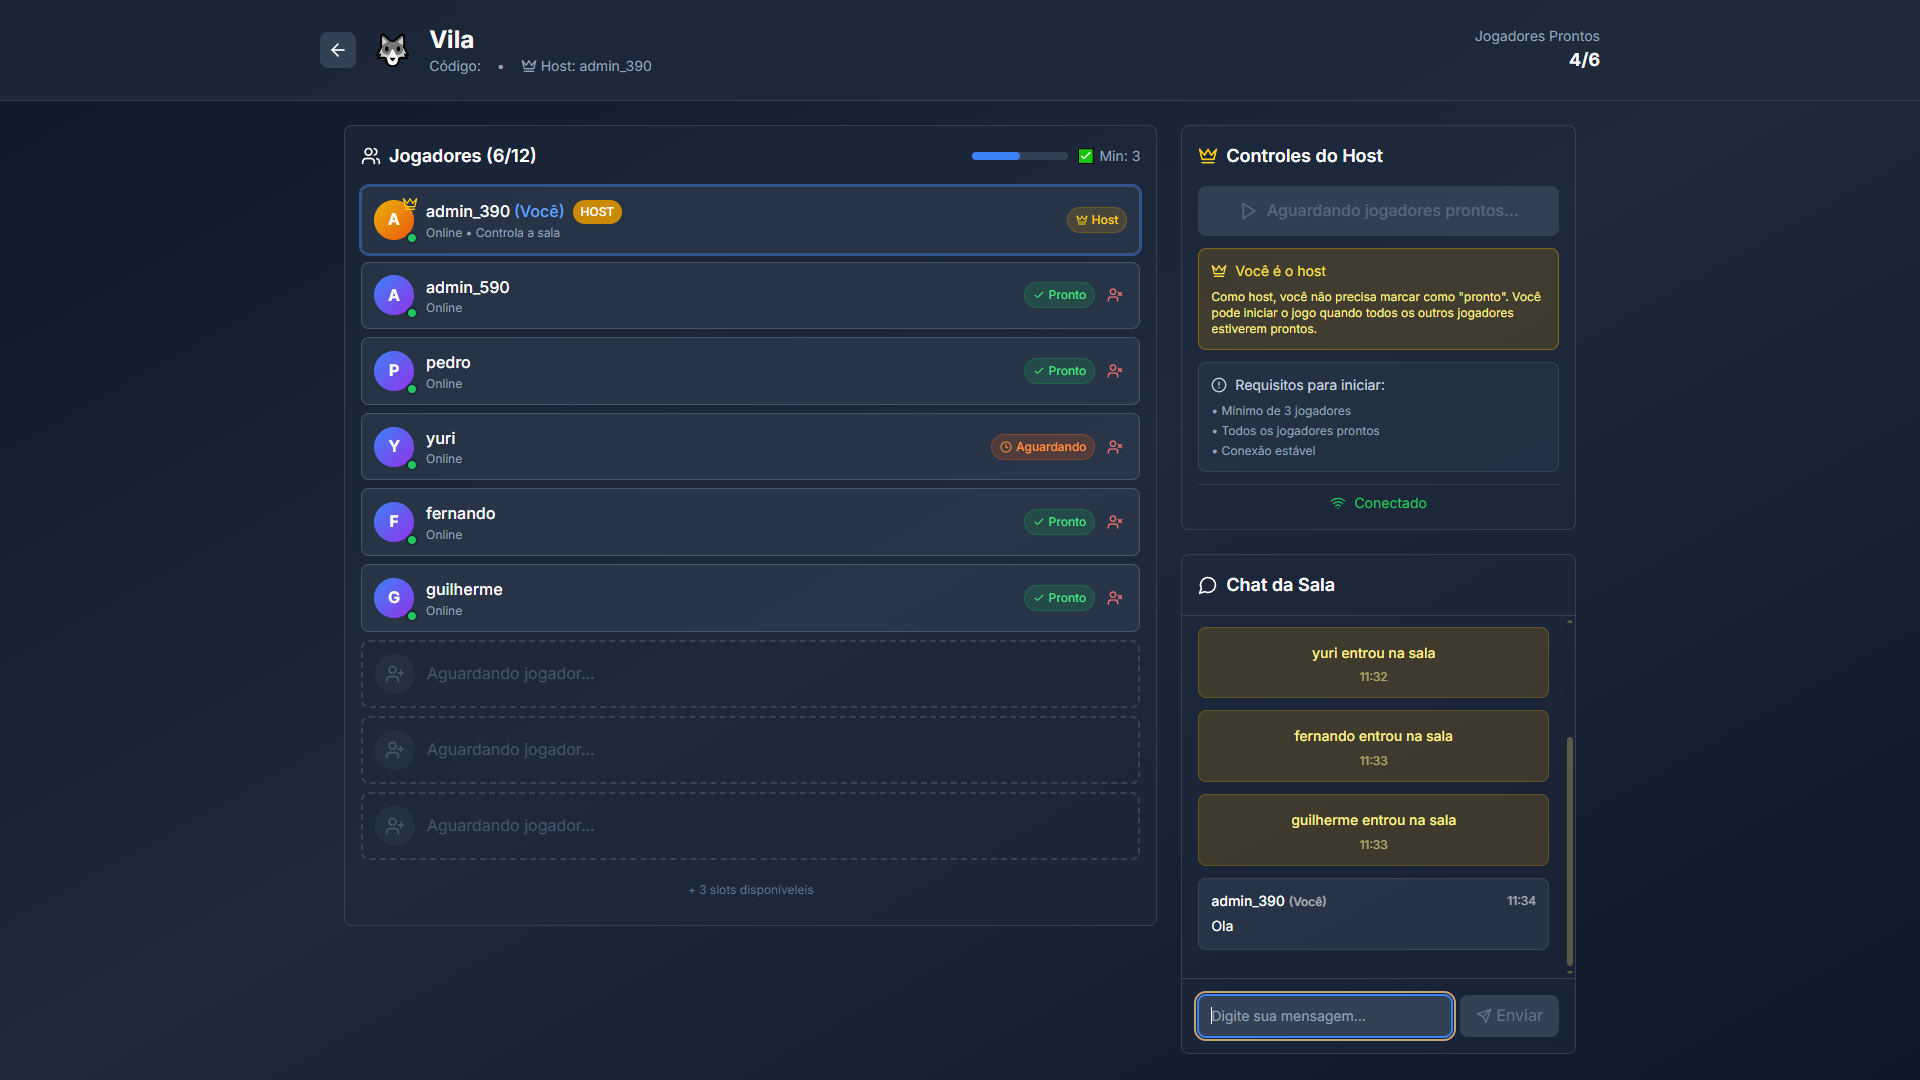 Vila
Código: • Host: admin_390
Jogadores Prontos
4/6
Jogadores (6/12)
Min: 3
A
admin_390 (Você) HOST
Online • Controla a sala
Host
A
admin_590
Online
Pronto
P
pedro
Online
Pronto
Y
yuri
Online
Aguardando
F
fernando
Online
Pronto
G
guilherme
Online
Pronto
Aguardando jogador...
Aguardando jogador...
Aguardando jogador...
+ 3 slots disponíveleis
Controles do Host
Aguardando jogadores prontos...
Você é o host
Como host, você não precisa marcar como "pronto". Você
pode iniciar o jogo quando todos os outros jogadores
estiverem prontos.
Requisitos para iniciar:
• Mínimo de 3 jogadores
• Todos os jogadores prontos
• Conexão estável
Conectado
Chat da Sala
yuri entrou na sala
11:32
fernando entrou na sala
11:33
guilherme entrou na sala
11:33
admin_390 (Você) 11:34
Ola
Digite sua mensagem...
Enviar